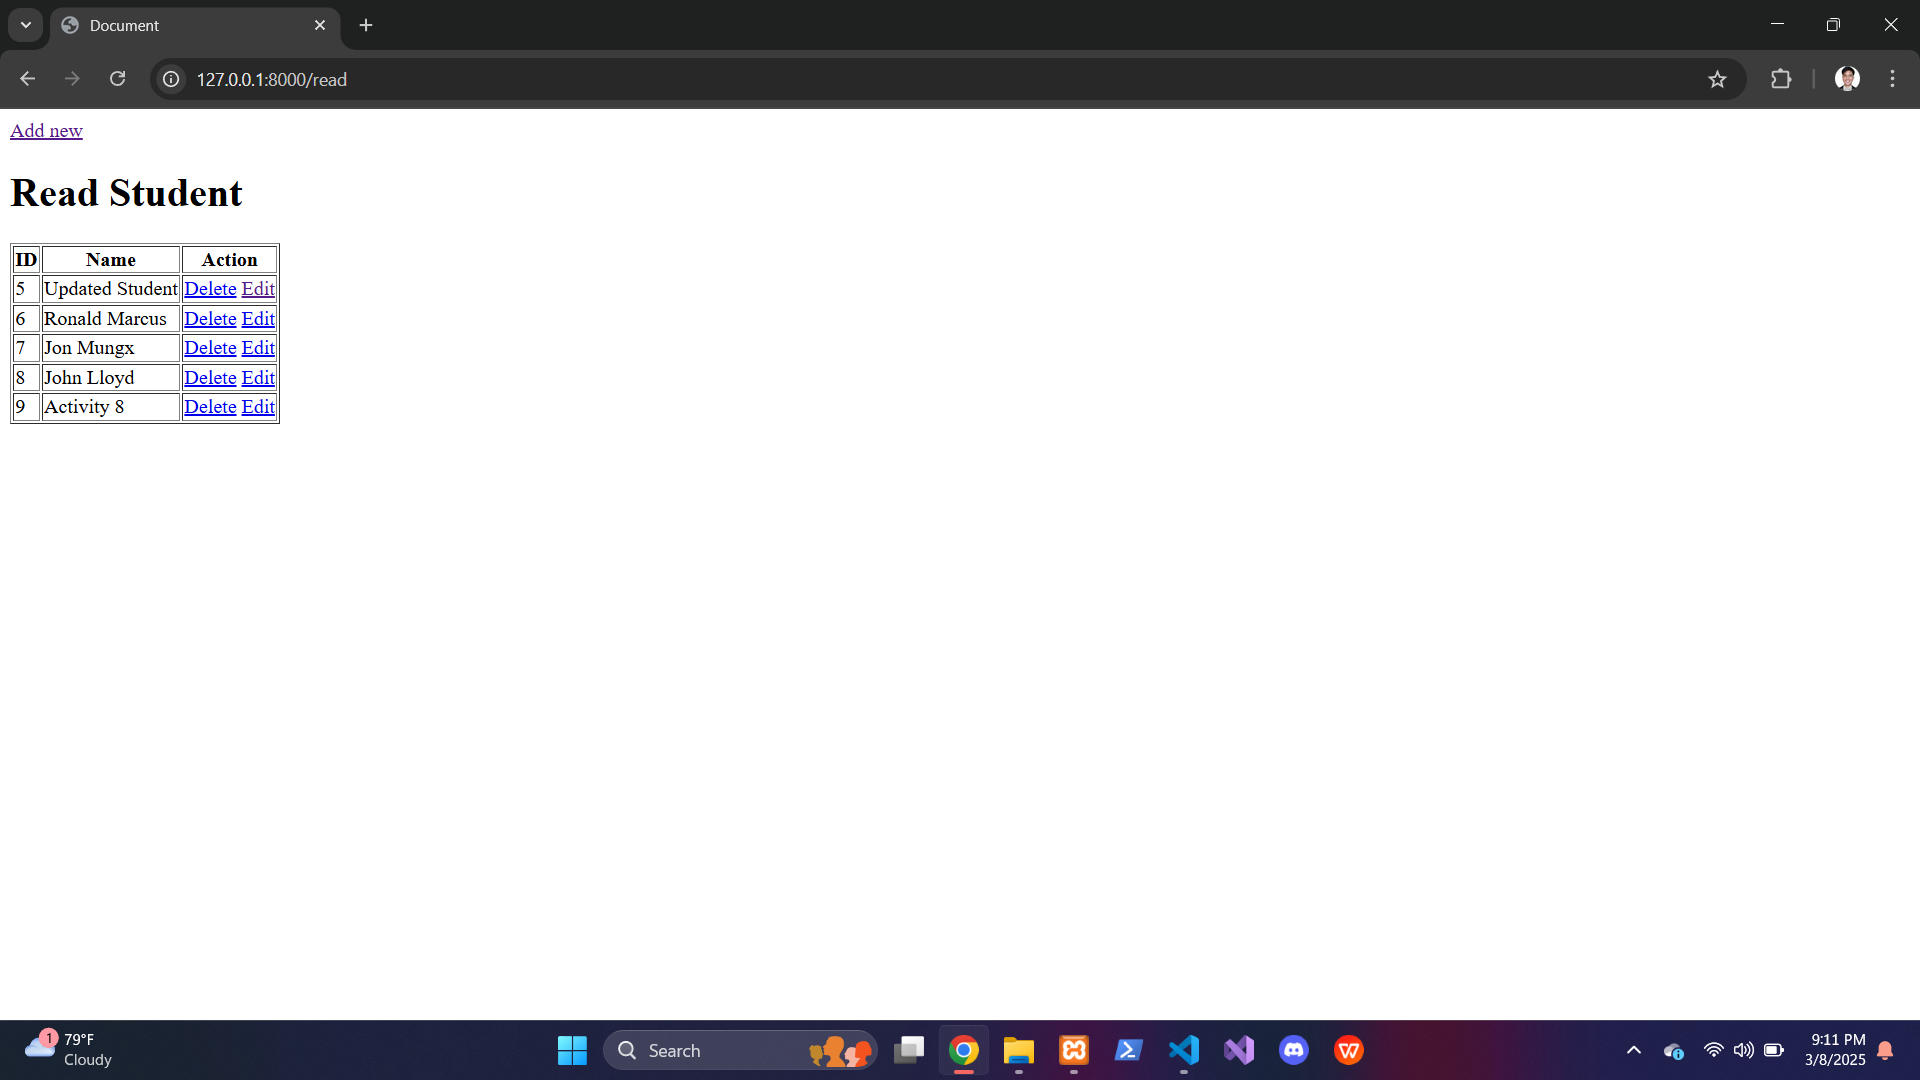 Document
127.0.0.1:8000/read
Add new
Read Student
ID Name Action
5 Updated Student Delete Edit
6 Ronald Marcus Delete Edit
7 Jon Mungx Delete Edit
8 John Lloyd Delete Edit
9 Activity 8 Delete Edit
1 79°F
Cloudy
Search
9:11 PM
3/8/2025